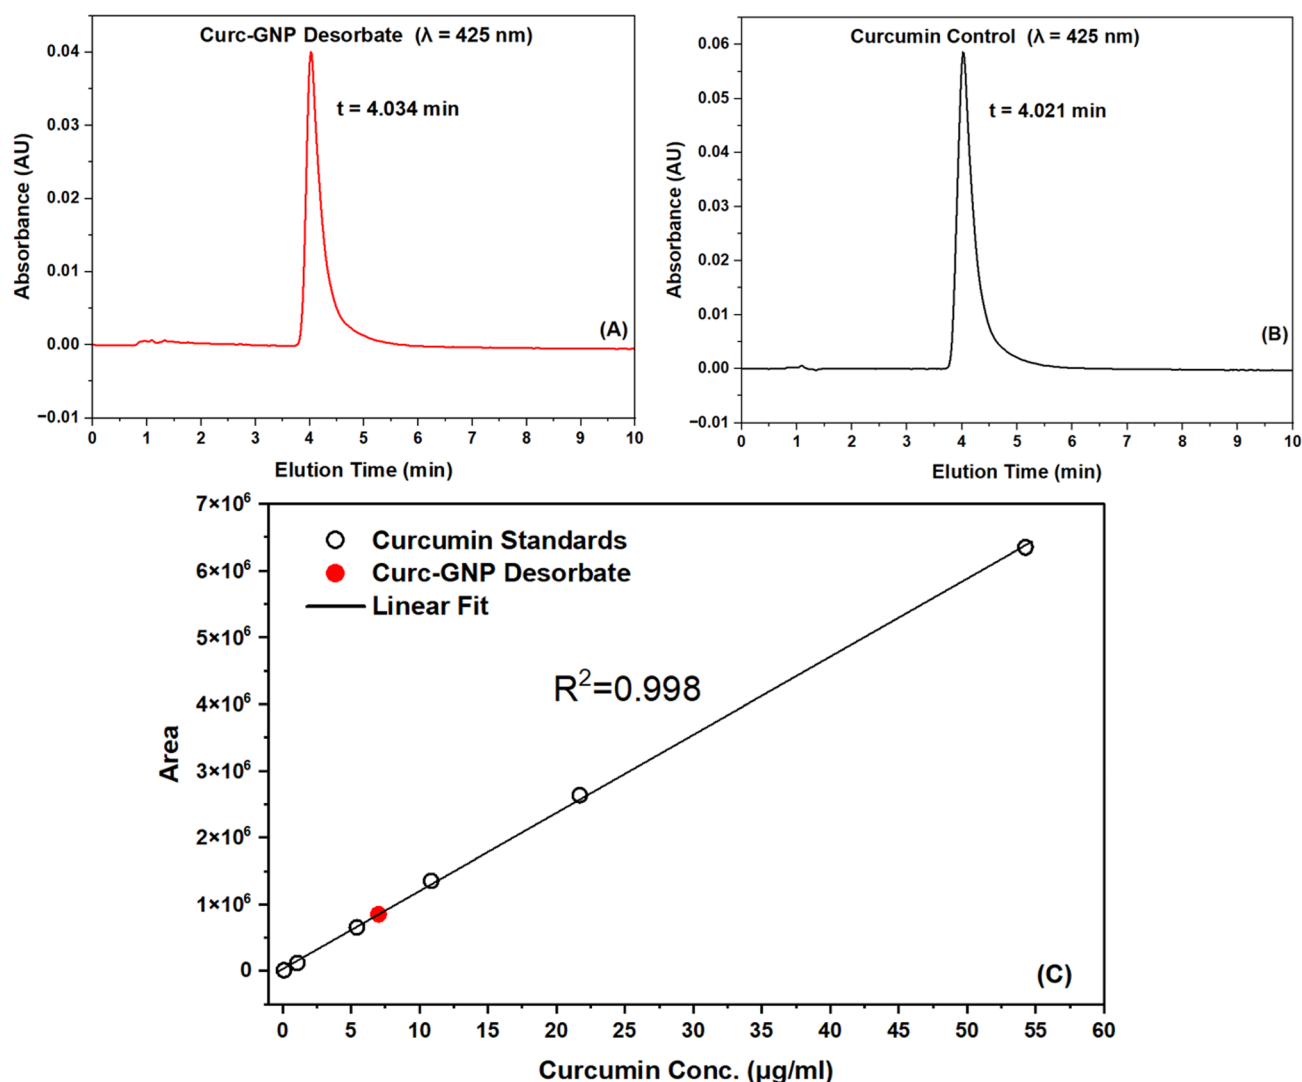 Curc-GNP Desorbate (λ = 425 nm)
t = 4.034 min
Absorbance (AU)
0.04
0.03
0.02
0.01
0.00
−0.01
(A)
0 1 2 3 4 5 6 7 8 9 10
Elution Time (min)
Curcumin Control (λ = 425 nm)
t = 4.021 min
Absorbance (AU)
0.06
0.05
0.04
0.03
0.02
0.01
0.00
−0.01
(B)
0 1 2 3 4 5 6 7 8 9 10
Elution Time (min)
7×10⁶
6×10⁶
5×10⁶
4×10⁶
3×10⁶
2×10⁶
1×10⁶
0
Area
Curcumin Standards
Curc-GNP Desorbate
Linear Fit
R²=0.998
(C)
0 5 10 15 20 25 30 35 40 45 50 55 60
Curcumin Conc. (µg/ml)